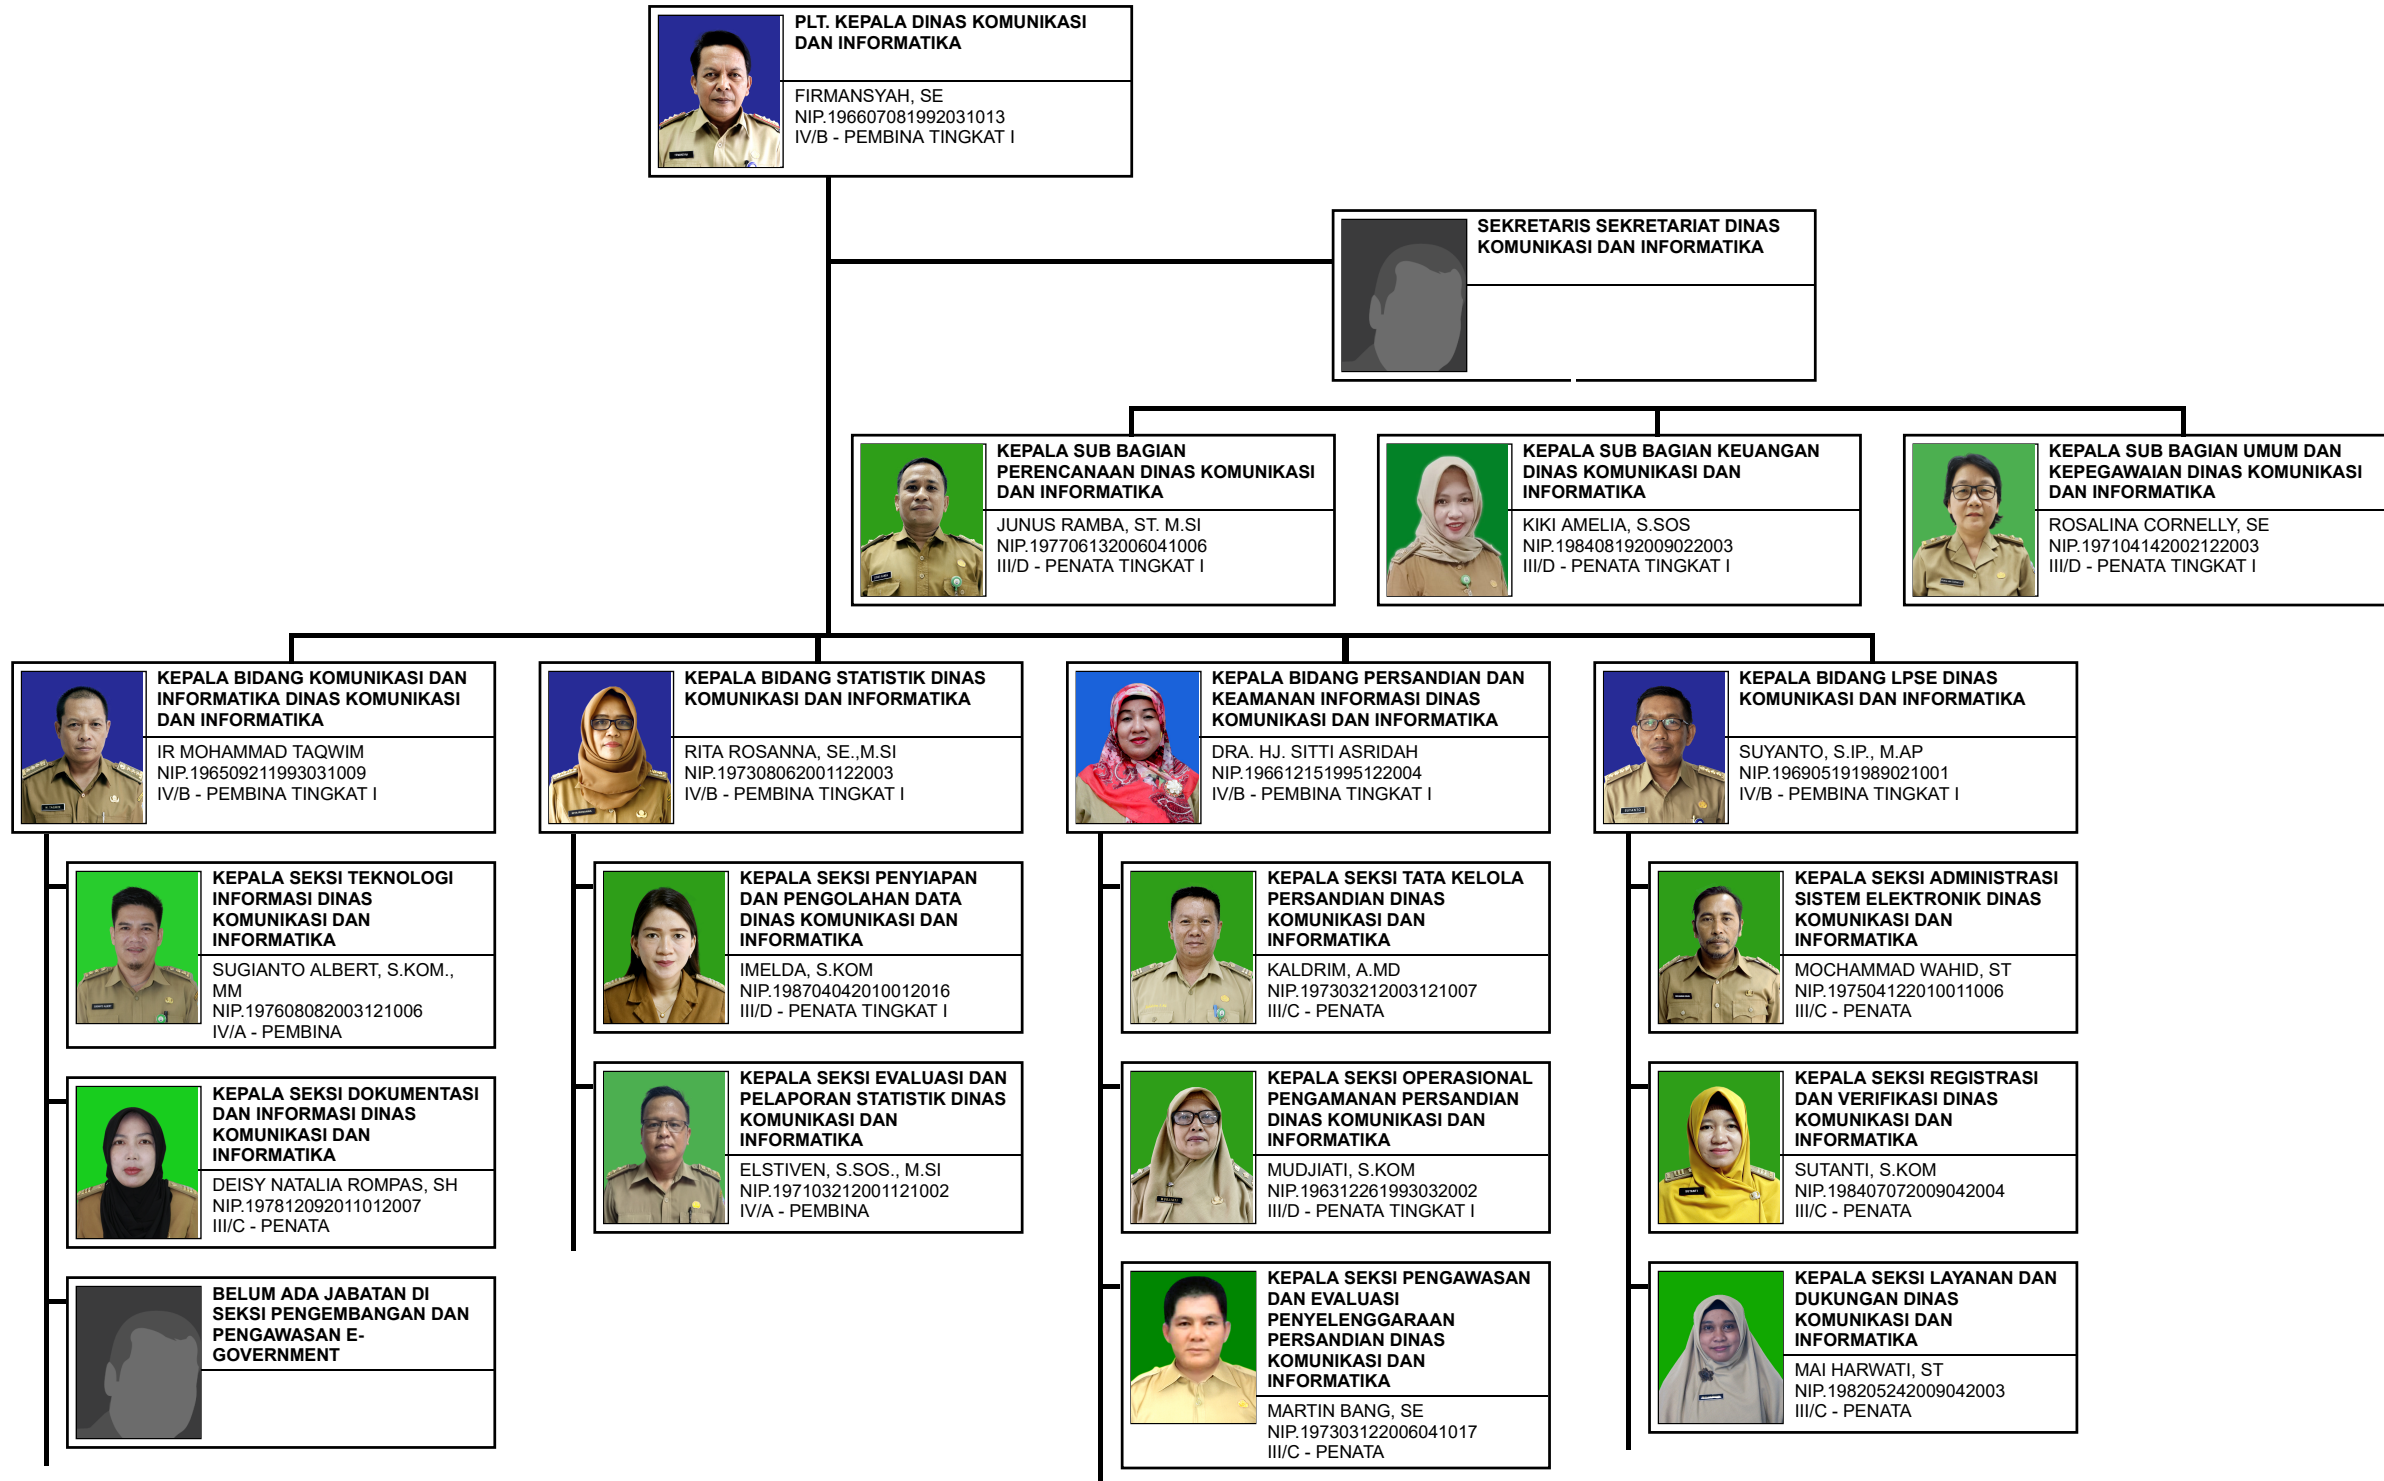 PLT. KEPALA DINAS KOMUNIKASI
DAN INFORMATIKA
FIRMANSYAH, SE
NIP.196607081992031013
IV/B - PEMBINA TINGKAT I
SEKRETARIS SEKRETARIAT DINAS
KOMUNIKASI DAN INFORMATIKA
KEPALA SUB BAGIAN
PERENCANAAN DINAS KOMUNIKASI
DAN INFORMATIKA
JUNUS RAMBA, ST. M.SI
NIP.197706132006041006
III/D - PENATA TINGKAT I
KEPALA SUB BAGIAN KEUANGAN
DINAS KOMUNIKASI DAN
INFORMATIKA
KIKI AMELIA, S.SOS
NIP.198408192009022003
III/D - PENATA TINGKAT I
KEPALA SUB BAGIAN UMUM DAN
KEPEGAWAIAN DINAS KOMUNIKASI
DAN INFORMATIKA
ROSALINA CORNELLY, SE
NIP.197104142002122003
III/D - PENATA TINGKAT I
KEPALA BIDANG KOMUNIKASI DAN
INFORMATIKA DINAS KOMUNIKASI
DAN INFORMATIKA
IR MOHAMMAD TAQWIM
NIP.196509211993031009
IV/B - PEMBINA TINGKAT I
KEPALA BIDANG STATISTIK DINAS
KOMUNIKASI DAN INFORMATIKA
RITA ROSANNA, SE.,M.SI
NIP.197308062001122003
IV/B - PEMBINA TINGKAT I
KEPALA BIDANG PERSANDIAN DAN
KEAMANAN INFORMASI DINAS
KOMUNIKASI DAN INFORMATIKA
DRA. HJ. SITTI ASRIDAH
NIP.196612151995122004
IV/B - PEMBINA TINGKAT I
KEPALA BIDANG LPSE DINAS
KOMUNIKASI DAN INFORMATIKA
SUYANTO, S.IP., M.AP
NIP.196905191989021001
IV/B - PEMBINA TINGKAT I
KEPALA SEKSI TEKNOLOGI
INFORMASI DINAS
KOMUNIKASI DAN
INFORMATIKA
SUGIANTO ALBERT, S.KOM.,
MM
NIP.197608082003121006
IV/A - PEMBINA
KEPALA SEKSI PENYIAPAN
DAN PENGOLAHAN DATA
DINAS KOMUNIKASI DAN
INFORMATIKA
IMELDA, S.KOM
NIP.198704042010012016
III/D - PENATA TINGKAT I
KEPALA SEKSI TATA KELOLA
PERSANDIAN DINAS
KOMUNIKASI DAN
INFORMATIKA
KALDRIM, A.MD
NIP.197303212003121007
III/C - PENATA
KEPALA SEKSI ADMINISTRASI
SISTEM ELEKTRONIK DINAS
KOMUNIKASI DAN
INFORMATIKA
MOCHAMMAD WAHID, ST
NIP.197504122010011006
III/C - PENATA
KEPALA SEKSI DOKUMENTASI
DAN INFORMASI DINAS
KOMUNIKASI DAN
INFORMATIKA
DEISY NATALIA ROMPAS, SH
NIP.197812092011012007
III/C - PENATA
KEPALA SEKSI EVALUASI DAN
PELAPORAN STATISTIK DINAS
KOMUNIKASI DAN
INFORMATIKA
ELSTIVEN, S.SOS., M.SI
NIP.197103212001121002
IV/A - PEMBINA
KEPALA SEKSI OPERASIONAL
PENGAMANAN PERSANDIAN
DINAS KOMUNIKASI DAN
INFORMATIKA
MUDJIATI, S.KOM
NIP.196312261993032002
III/D - PENATA TINGKAT I
KEPALA SEKSI REGISTRASI
DAN VERIFIKASI DINAS
KOMUNIKASI DAN
INFORMATIKA
SUTANTI, S.KOM
NIP.198407072009042004
III/C - PENATA
BELUM ADA JABATAN DI
SEKSI PENGEMBANGAN DAN
PENGAWASAN E-
GOVERNMENT
KEPALA SEKSI PENGAWASAN
DAN EVALUASI
PENYELENGGARAAN
PERSANDIAN DINAS
KOMUNIKASI DAN
INFORMATIKA
MARTIN BANG, SE
NIP.197303122006041017
III/C - PENATA
KEPALA SEKSI LAYANAN DAN
DUKUNGAN DINAS
KOMUNIKASI DAN
INFORMATIKA
MAI HARWATI, ST
NIP.198205242009042003
III/C - PENATA